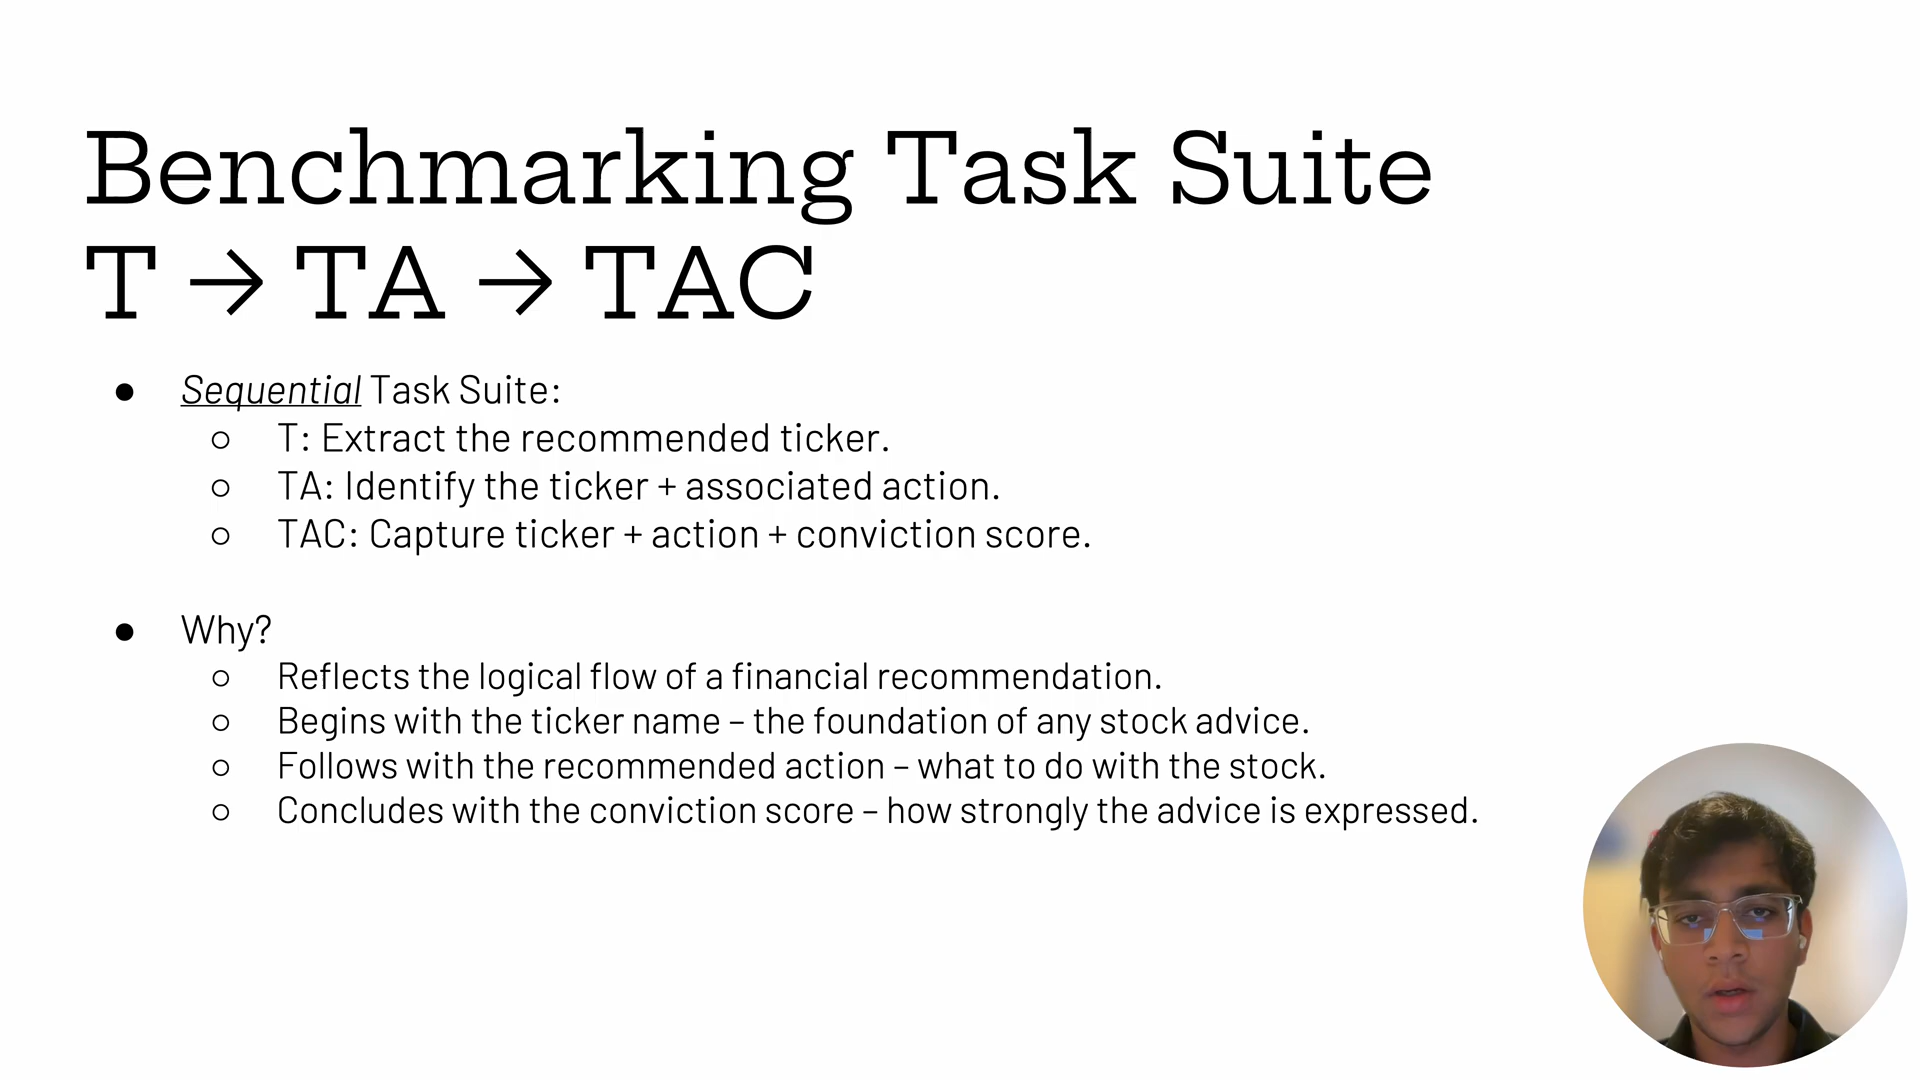 Benchmarking Task Suite
T → TA → TAC
● Sequential Task Suite:
○ T: Extract the recommended ticker.
○ TA: Identify the ticker + associated action.
○ TAC: Capture ticker + action + conviction score.
● Why?
○ Reflects the logical flow of a financial recommendation.
○ Begins with the ticker name – the foundation of any stock advice.
○ Follows with the recommended action – what to do with the stock.
○ Concludes with the conviction score – how strongly the advice is expressed.